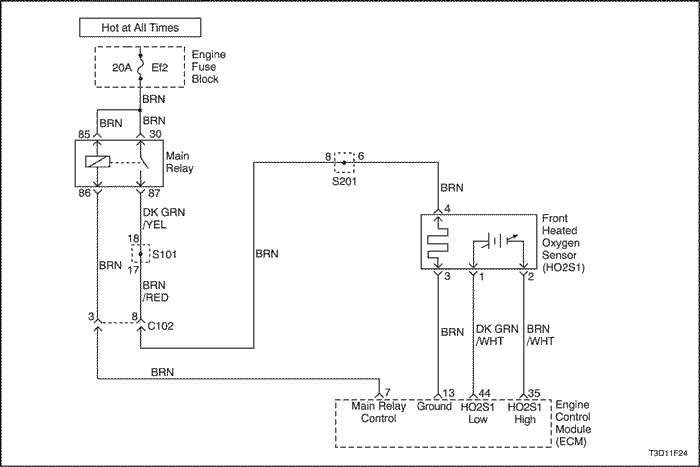 Hot at All Times
20A Ef2
Engine
Fuse
Block
BRN
BRN BRN
85 30
Main
Relay
86 87
DK GRN
/YEL
18
S101
17
BRN
BRN
/RED
3 8 C102
BRN
BRN
8 6
S201
BRN
4
Front
Heated
Oxygen
Sensor
(HO2S1)
3 1 2
BRN
DK GRN
/WHT
BRN
/WHT
7 13 44 35
Main Relay
Control
Ground
HO2S1
Low
HO2S1
High
Engine
Control
Module
(ECM)
T3D11F24